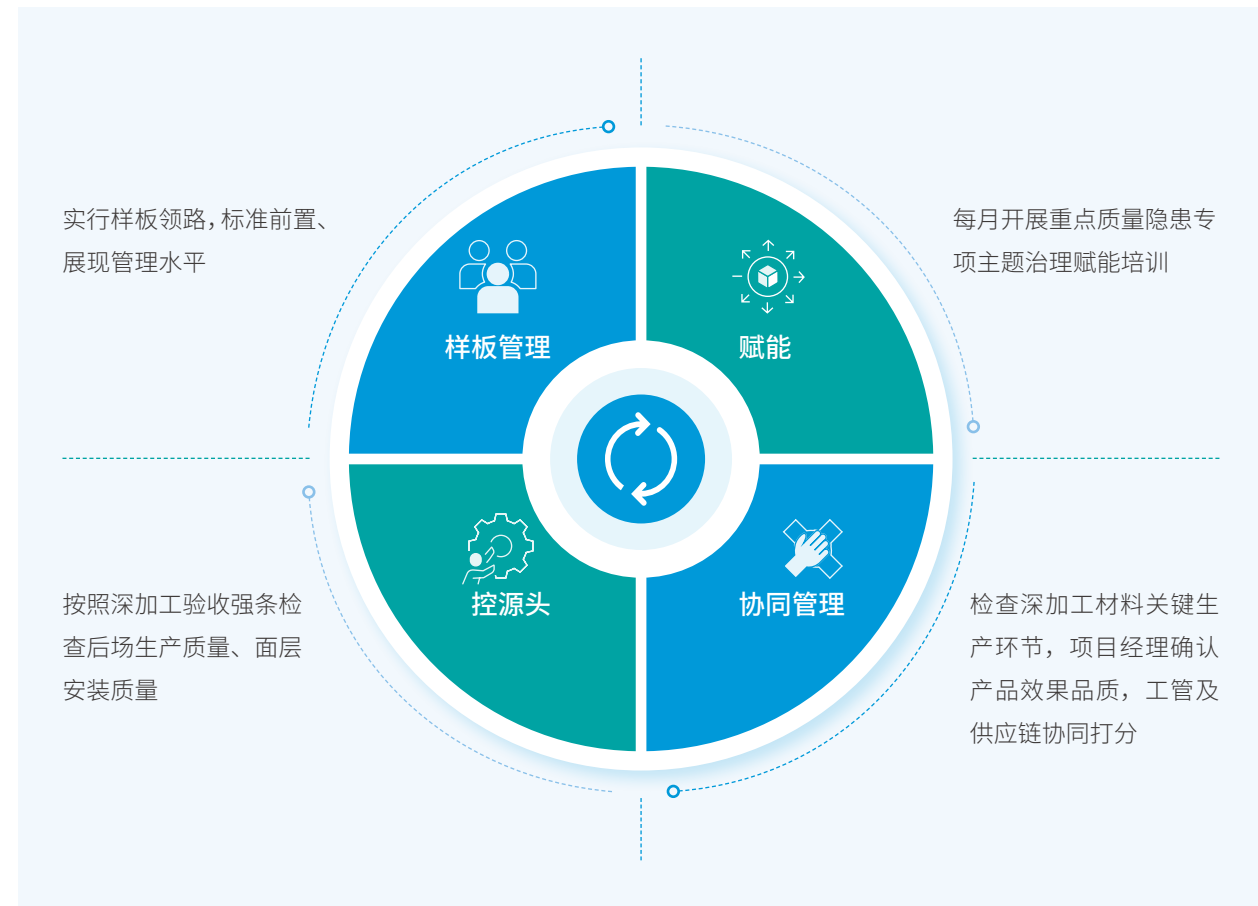 实行样板领路，标准前置、
展现管理水平
样板管理
赋能
每月开展重点质量隐患专
项主题治理赋能培训
按照深加工验收强条检
查后场生产质量、面层
安装质量
控源头
协同管理
检查深加工材料关键生
产环节，项目经理确认
产品效果品质，工管及
供应链协同打分